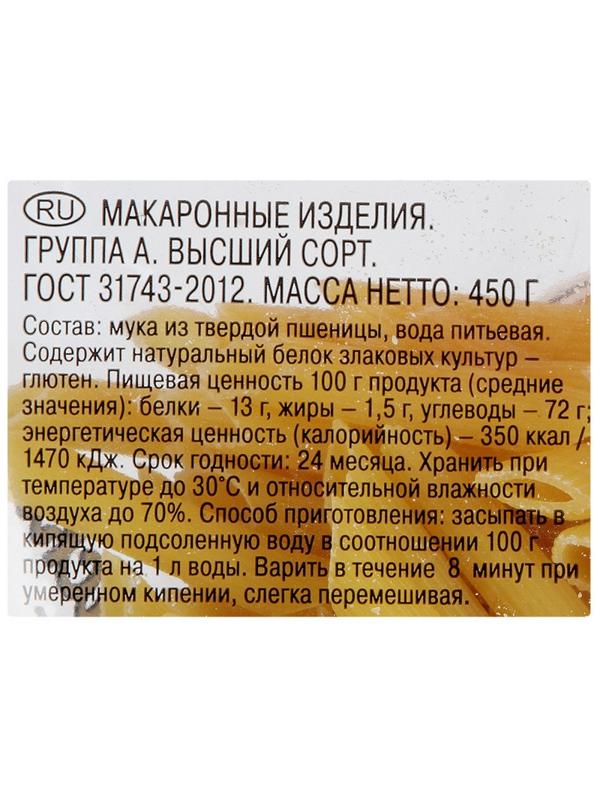 RU МАКАРОННЫЕ ИЗДЕЛИЯ.
ГРУППА А. ВЫСШИЙ СОРТ.
ГОСТ 31743-2012. МАССА НЕТТО: 450 Г
Состав: мука из твердой пшеницы, вода питьевая.
Содержит натуральный белок злаковых культур –
глютен. Пищевая ценность 100 г продукта (средние
значения): белки – 13 г, жиры – 1,5 г, углеводы – 72 г;
энергетическая ценность (калорийность) – 350 ккал /
1470 кДж. Срок годности: 24 месяца. Хранить при
температуре до 30°С и относительной влажности
воздуха до 70%. Способ приготовления: засыпать в
кипящую подсоленную воду в соотношении 100 г
продукта на 1 л воды. Варить в течение 8 минут при
умеренном кипении, слегка перемешивая.